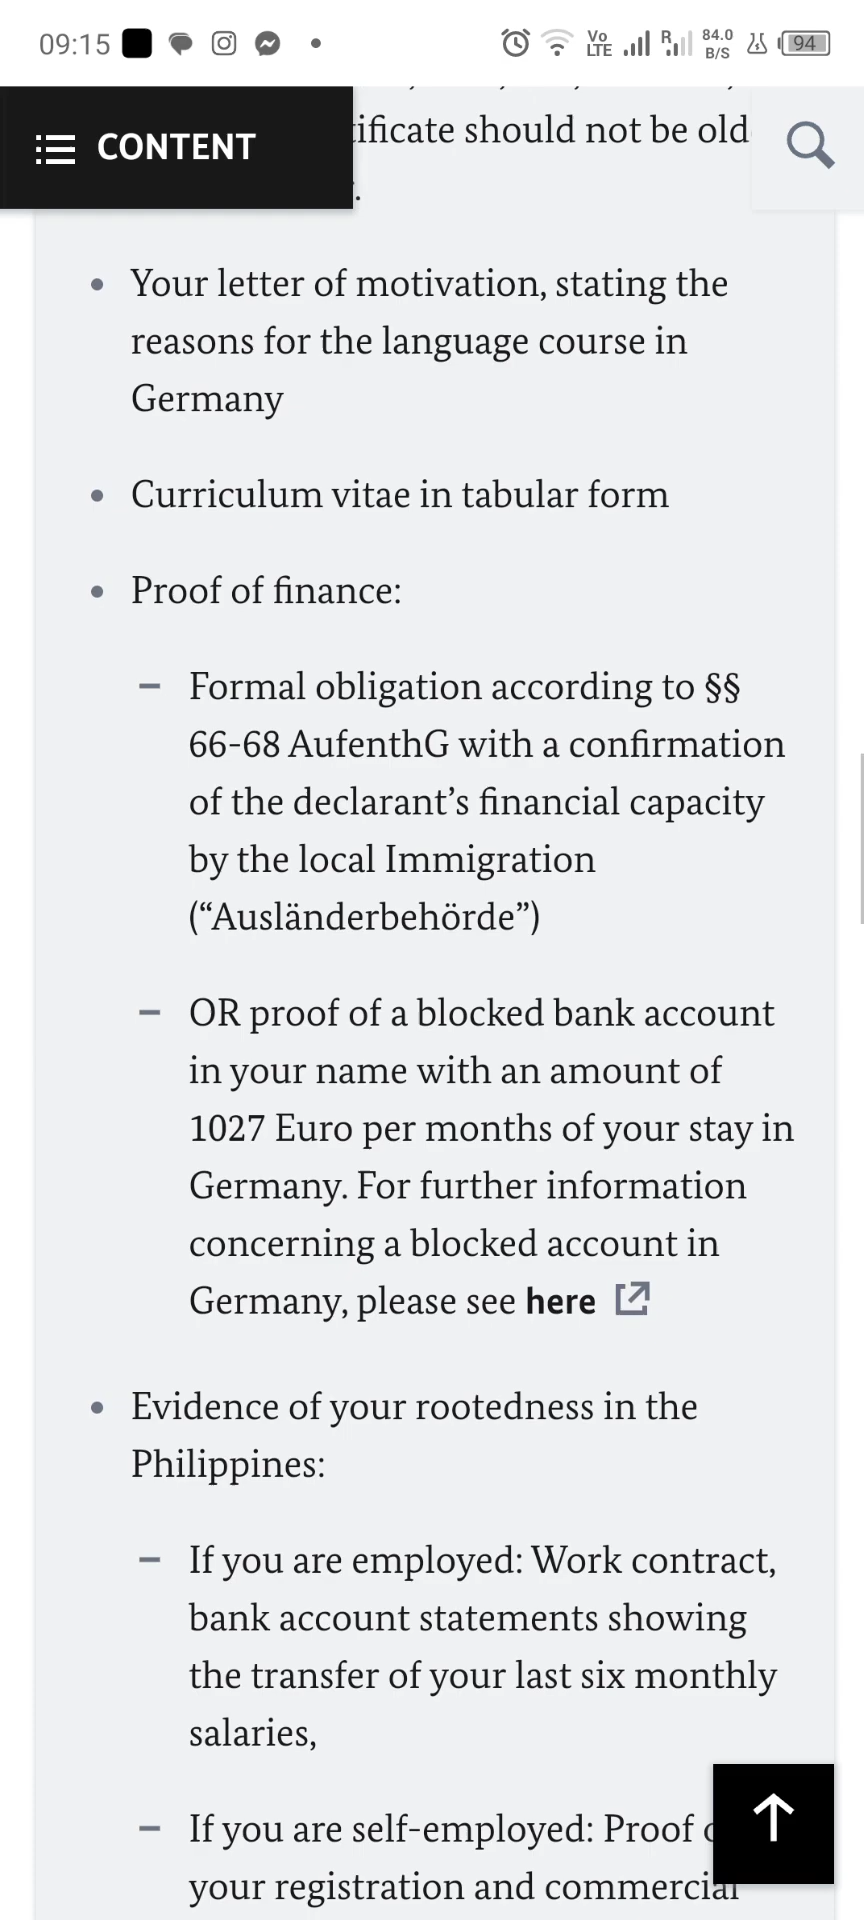 09:15
Vo LTE R 84.0 B/S 94
CONTENT
tificate should not be old
.
• Your letter of motivation, stating the
reasons for the language course in
Germany
• Curriculum vitae in tabular form
• Proof of finance:
– Formal obligation according to §§
66-68 AufenthG with a confirmation
of the declarant’s financial capacity
by the local Immigration
(“Ausländerbehörde”)
– OR proof of a blocked bank account
in your name with an amount of
1027 Euro per months of your stay in
Germany. For further information
concerning a blocked account in
Germany, please see here
• Evidence of your rootedness in the
Philippines:
– If you are employed: Work contract,
bank account statements showing
the transfer of your last six monthly
salaries,
– If you are self-employed: Proof
your registration and commercial